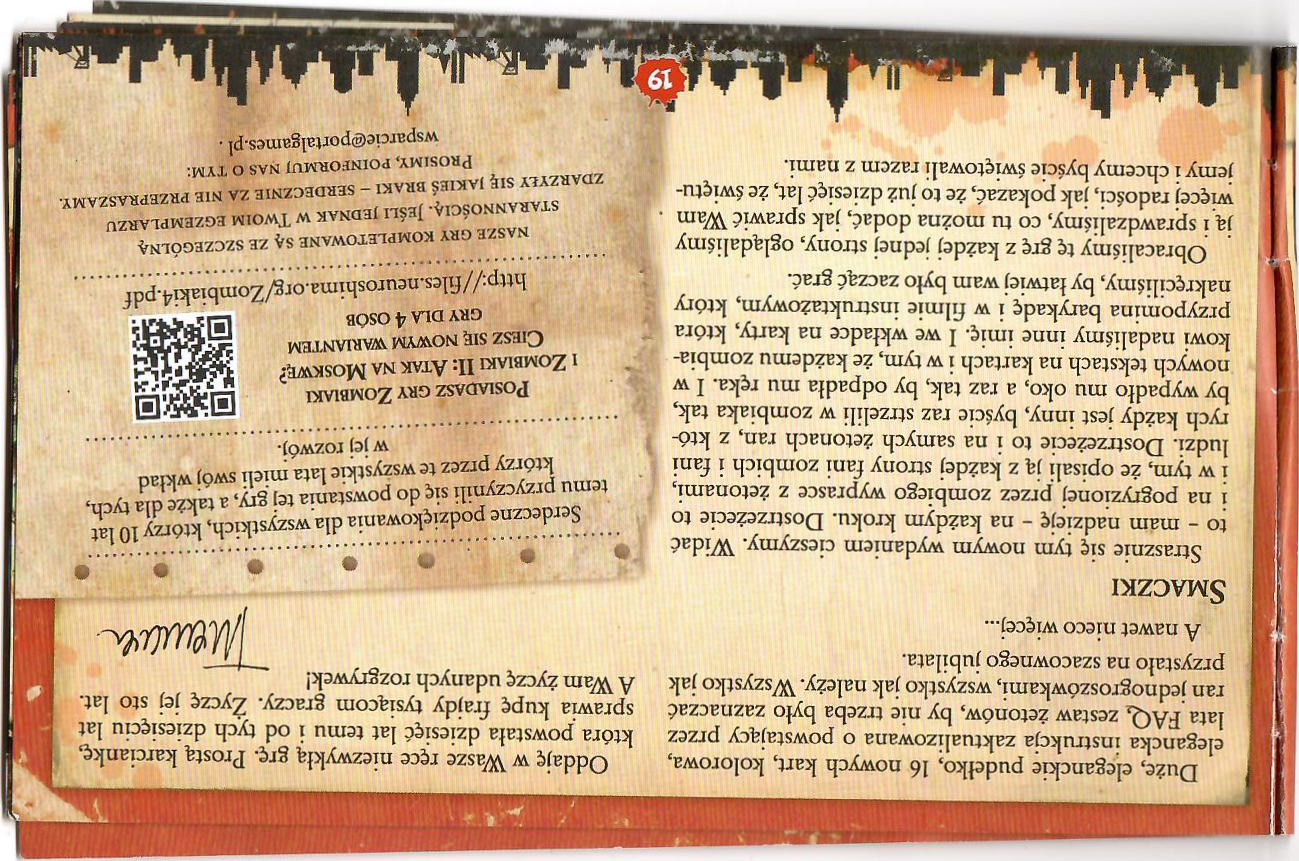 Duże, eleganckie pudełko, 16 nowych kart, kolorowa,
elegancka instrukcja zaktualizowana o powstający przez
lata FAQ, zestaw żetonów, by nie trzeba było zaznaczać
ran jednogroszówkami, wszystko jak należy. Wszystko jak
przystało na szacownego jubilata.
A nawet nieco więcej...
Smaczki
Strasznie się tym nowym wydaniem cieszymy. Widać
to – mam nadzieję – na każdym kroku. Dostrzeżecie to
i na pogryzionej przez zombiego wyprasce z żetonami,
i w tym, że opisali ją z każdej strony fani zombich i fani
ludzi. Dostrzeżecie to i na samych żetonach ran, z któ-
rych każdy jest inny, byście raz strzelili w zombiaka tak,
by wypadło mu oko, a raz tak, by odpadła mu ręka. I w
nowych tekstach na kartach i w tym, że każdemu zombia-
kowi nadaliśmy inne imię. I we wkładce na karty, która
przypomina barykadę i w filmie instruktażowym, który
nakręciliśmy, by łatwiej wam było zacząć grać.
Obracaliśmy tę grę z każdej jednej strony, oglądaliśmy
ją i sprawdzaliśmy, co tu można dodać, jak sprawić Wam
więcej radości, jak pokazać, że to już dziesięć lat, że świętu-
jemy i chcemy byście świętowali razem z nami.
Oddaję w Wasze ręce niezwykłą grę. Prostą karciankę,
która powstała dziesięć lat temu i od tych dziesięciu lat
sprawia kupę frajdy tysiącom graczy. Życzę jej sto lat.
A Wam życzę udanych rozgrywek!
Serdeczne podziękowania dla wszystkich, którzy 10 lat
temu przyczynili się do powstania tej gry, a także dla tych,
którzy przez te wszystkie lata mieli swój wkład
w jej rozwój.
Posiadasz gry Zombiaki
i Zombiaki II: Atak na Moskwę?
Ciesz się nowym wariantem
gry dla 4 osób
http://files.neuroshima.org/Zombiaki4.pdf
nasze gry kompletowane są ze szczególną
starannością. Jeśli jednak w Twoim egzemplarzu
zdarzyły się jakieś braki – serdecznie za nie przepraszamy.
Prosimy, poinformuj nas o tym:
wsparcie@portalgames.pl .
19